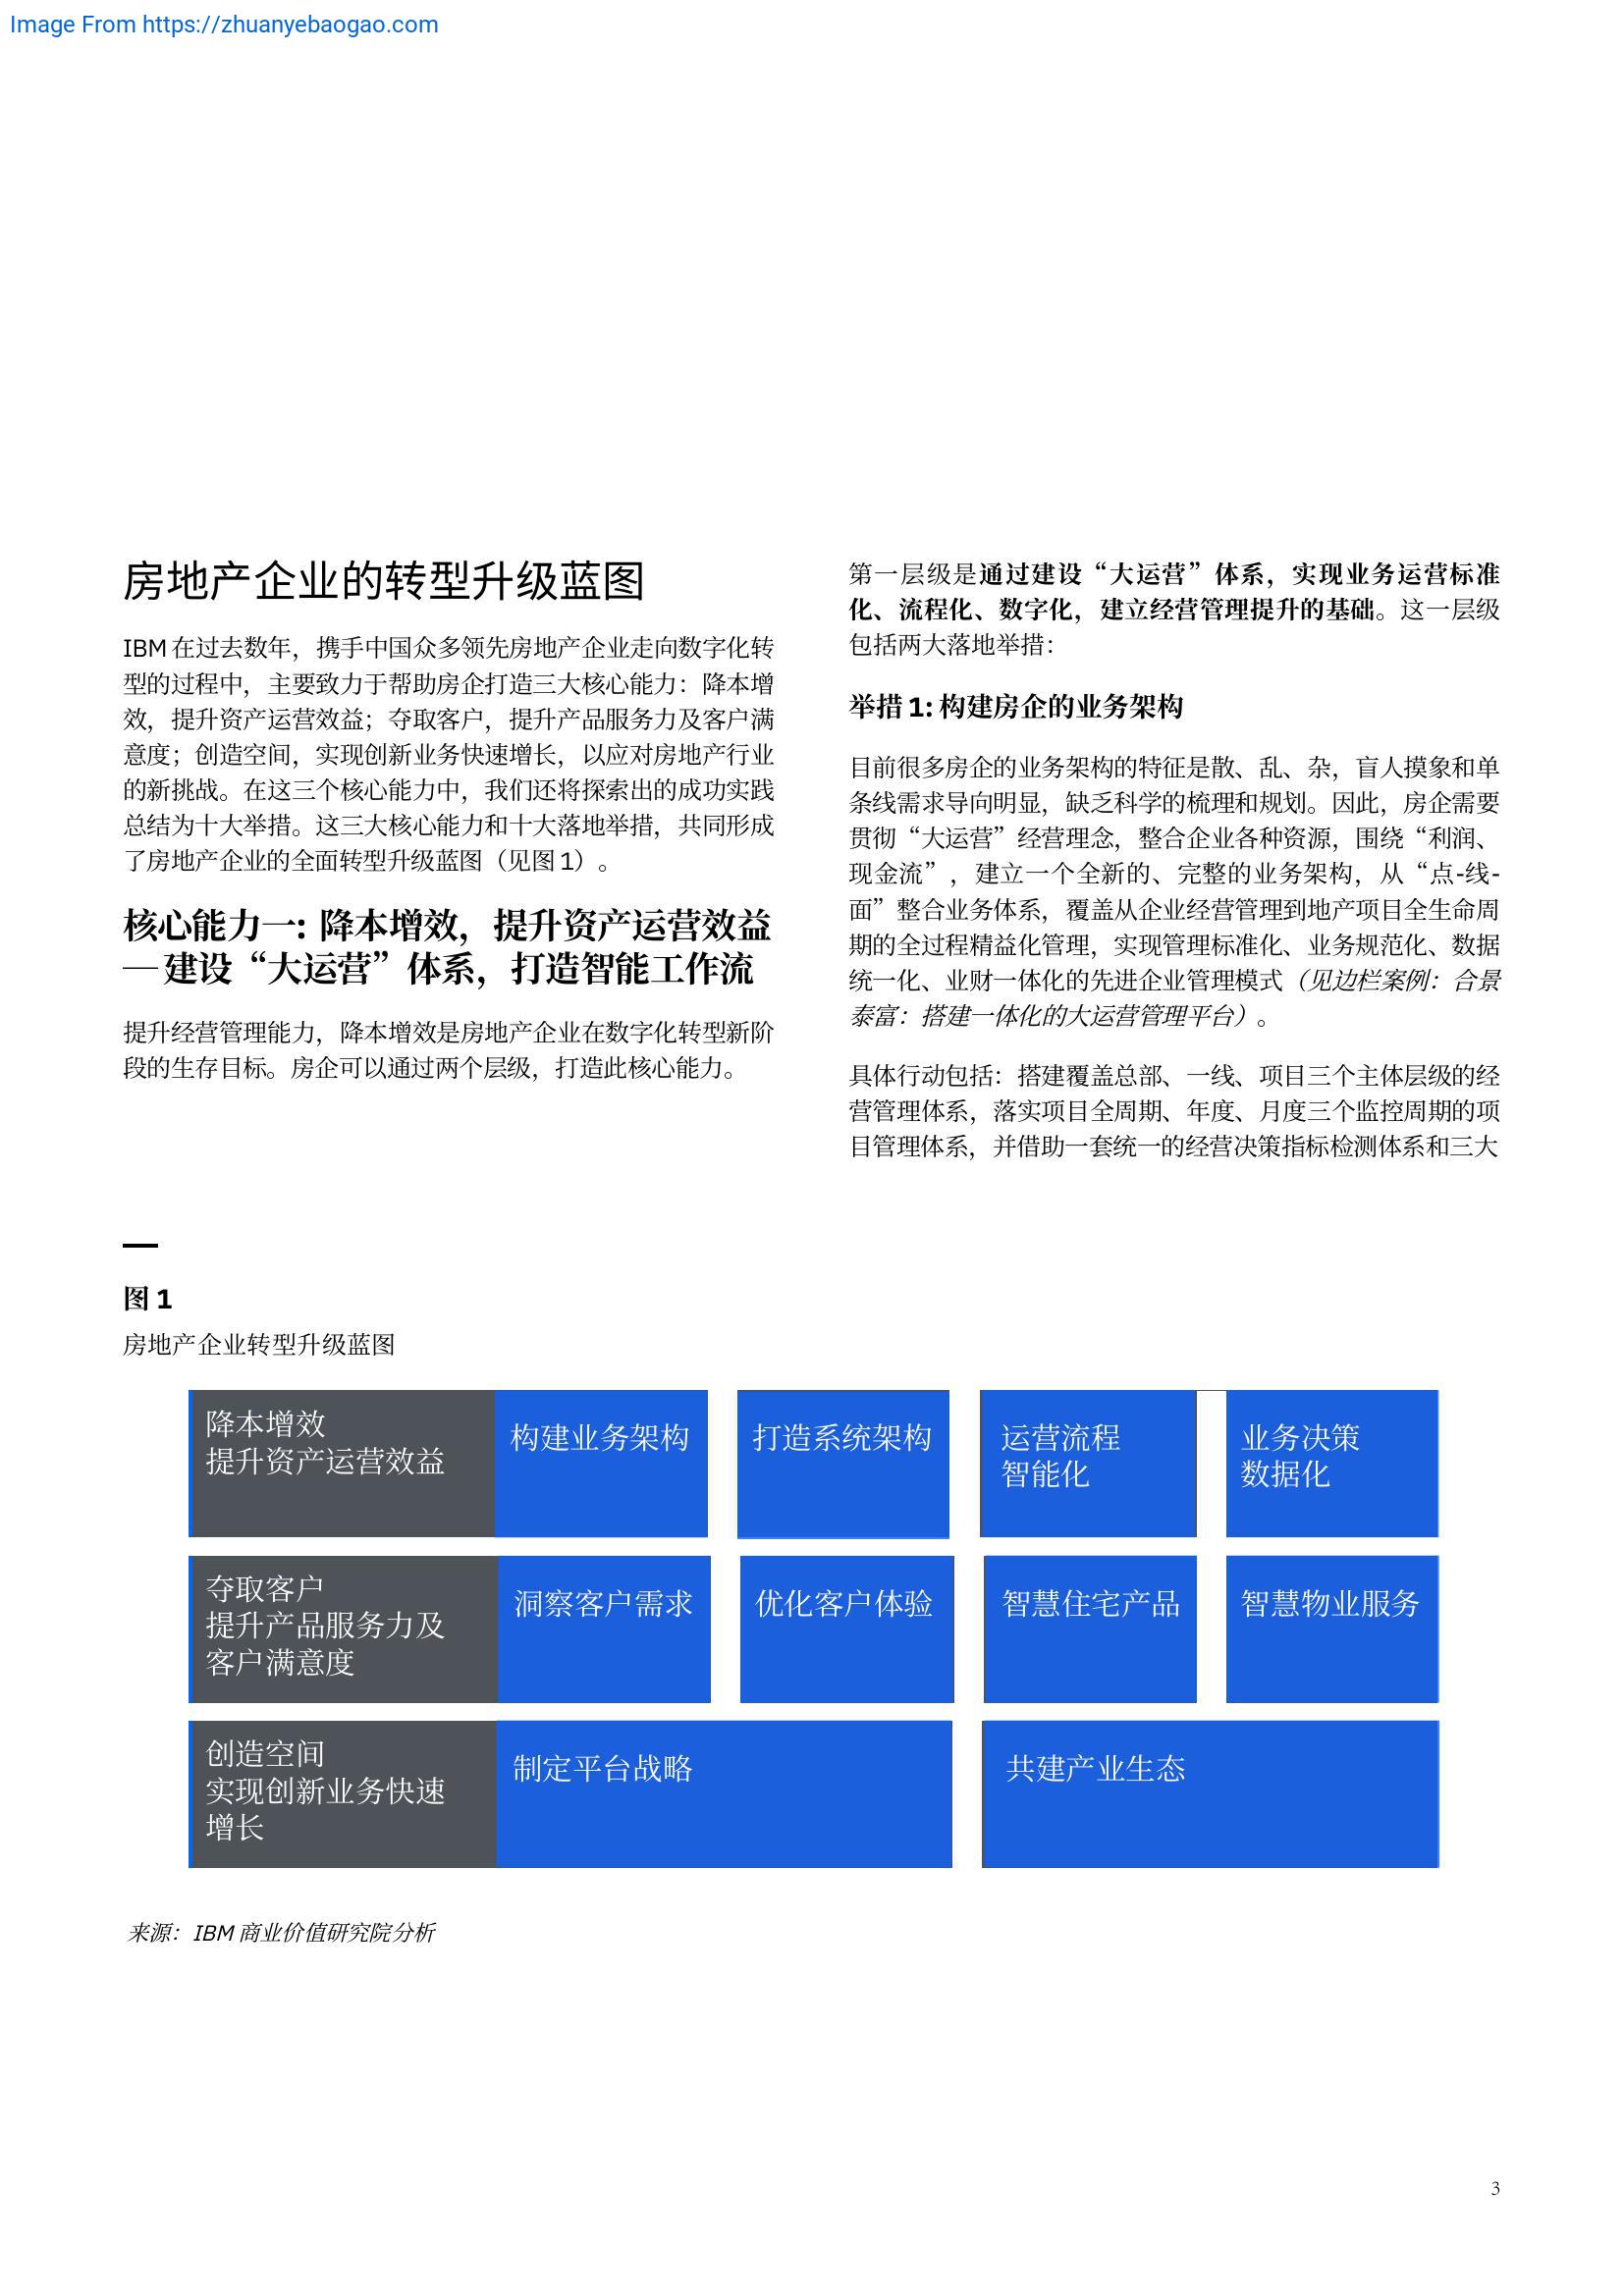 Image From https://zhuanyebaogao.com
房地产企业的转型升级蓝图
IBM 在过去数年，携手中国众多领先房地产企业走向数字化转
型的过程中，主要致力于帮助房企打造三大核心能力：降本增
效，提升资产运营效益；夺取客户，提升产品服务力及客户满
意度；创造空间，实现创新业务快速增长，以应对房地产行业
的新挑战。在这三个核心能力中，我们还将探索出的成功实践
总结为十大举措。这三大核心能力和十大落地举措，共同形成
了房地产企业的全面转型升级蓝图（见图 1）。
核心能力一: 降本增效，提升资产运营效益
— 建设“大运营”体系，打造智能工作流
提升经营管理能力，降本增效是房地产企业在数字化转型新阶
段的生存目标。房企可以通过两个层级，打造此核心能力。
第一层级是通过建设“大运营”体系，实现业务运营标准
化、流程化、数字化，建立经营管理提升的基础。这一层级
包括两大落地举措：
举措 1: 构建房企的业务架构
目前很多房企的业务架构的特征是散、乱、杂，盲人摸象和单
条线需求导向明显，缺乏科学的梳理和规划。因此，房企需要
贯彻“大运营”经营理念，整合企业各种资源，围绕“利润、
现金流”，建立一个全新的、完整的业务架构，从“点-线-
面”整合业务体系，覆盖从企业经营管理到地产项目全生命周
期的全过程精益化管理，实现管理标准化、业务规范化、数据
统一化、业财一体化的先进企业管理模式（见边栏案例：合景
泰富：搭建一体化的大运营管理平台）。
具体行动包括：搭建覆盖总部、一线、项目三个主体层级的经
营管理体系，落实项目全周期、年度、月度三个监控周期的项
目管理体系，并借助一套统一的经营决策指标检测体系和三大
图 1
房地产企业转型升级蓝图
降本增效
提升资产运营效益
构建业务架构
打造系统架构
运营流程
智能化
业务决策
数据化
夺取客户
提升产品服务力及
客户满意度
洞察客户需求
优化客户体验
智慧住宅产品
智慧物业服务
创造空间
实现创新业务快速
增长
制定平台战略
共建产业生态
来源：IBM 商业价值研究院分析
3